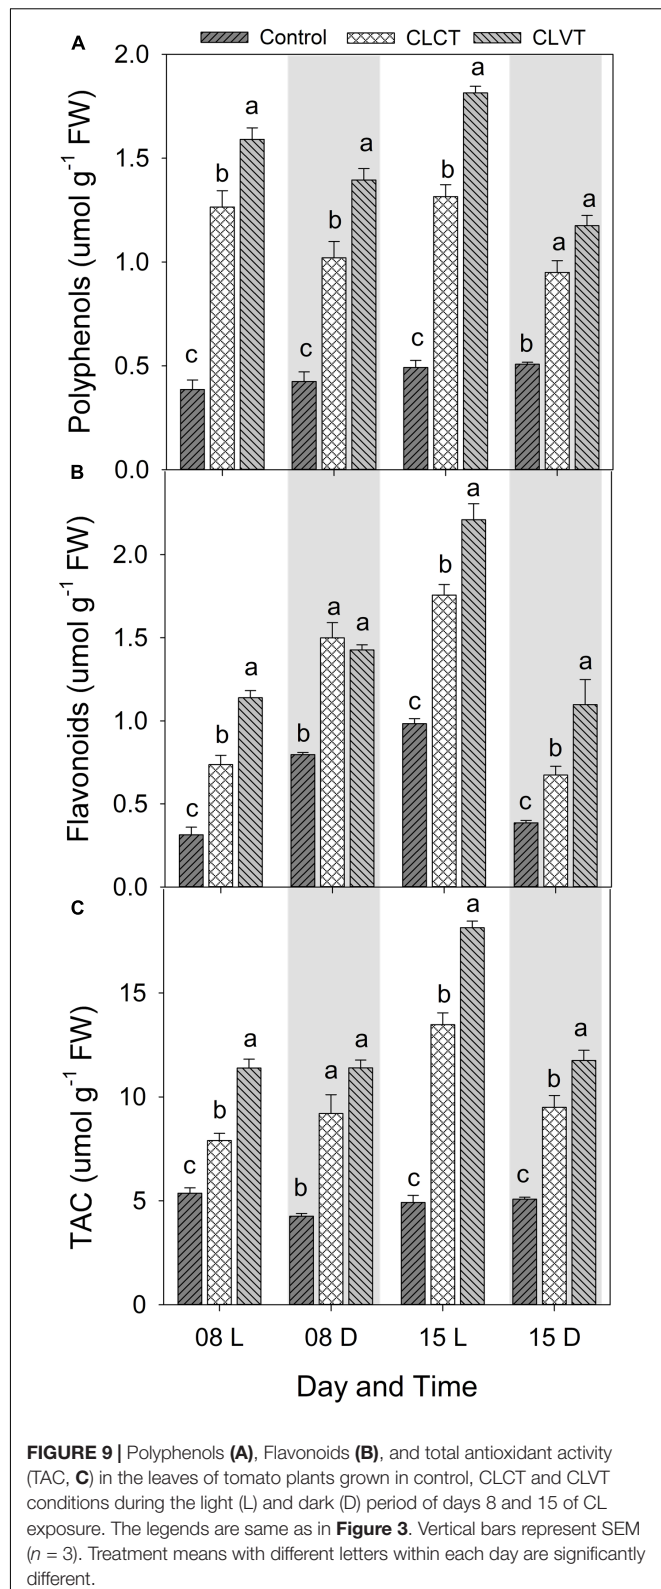 A
Control CLCT CLVT
2.0
1.5
1.0
0.5
0.0
Polyphenols (umol g⁻¹ FW)
c b a c b a c b a b a a
B
2.0
1.5
1.0
0.5
0.0
Flavonoids (umol g⁻¹ FW)
c b a b a a c b a c b a
C
15
10
5
0
TAC (umol g⁻¹ FW)
c b a b a a c b a c b a
08 L 08 D 15 L 15 D
Day and Time
FIGURE 9 | Polyphenols (A), Flavonoids (B), and total antioxidant activity
(TAC, C) in the leaves of tomato plants grown in control, CLCT and CLVT
conditions during the light (L) and dark (D) period of days 8 and 15 of CL
exposure. The legends are same as in Figure 3. Vertical bars represent SEM
(n = 3). Treatment means with different letters within each day are significantly
different.